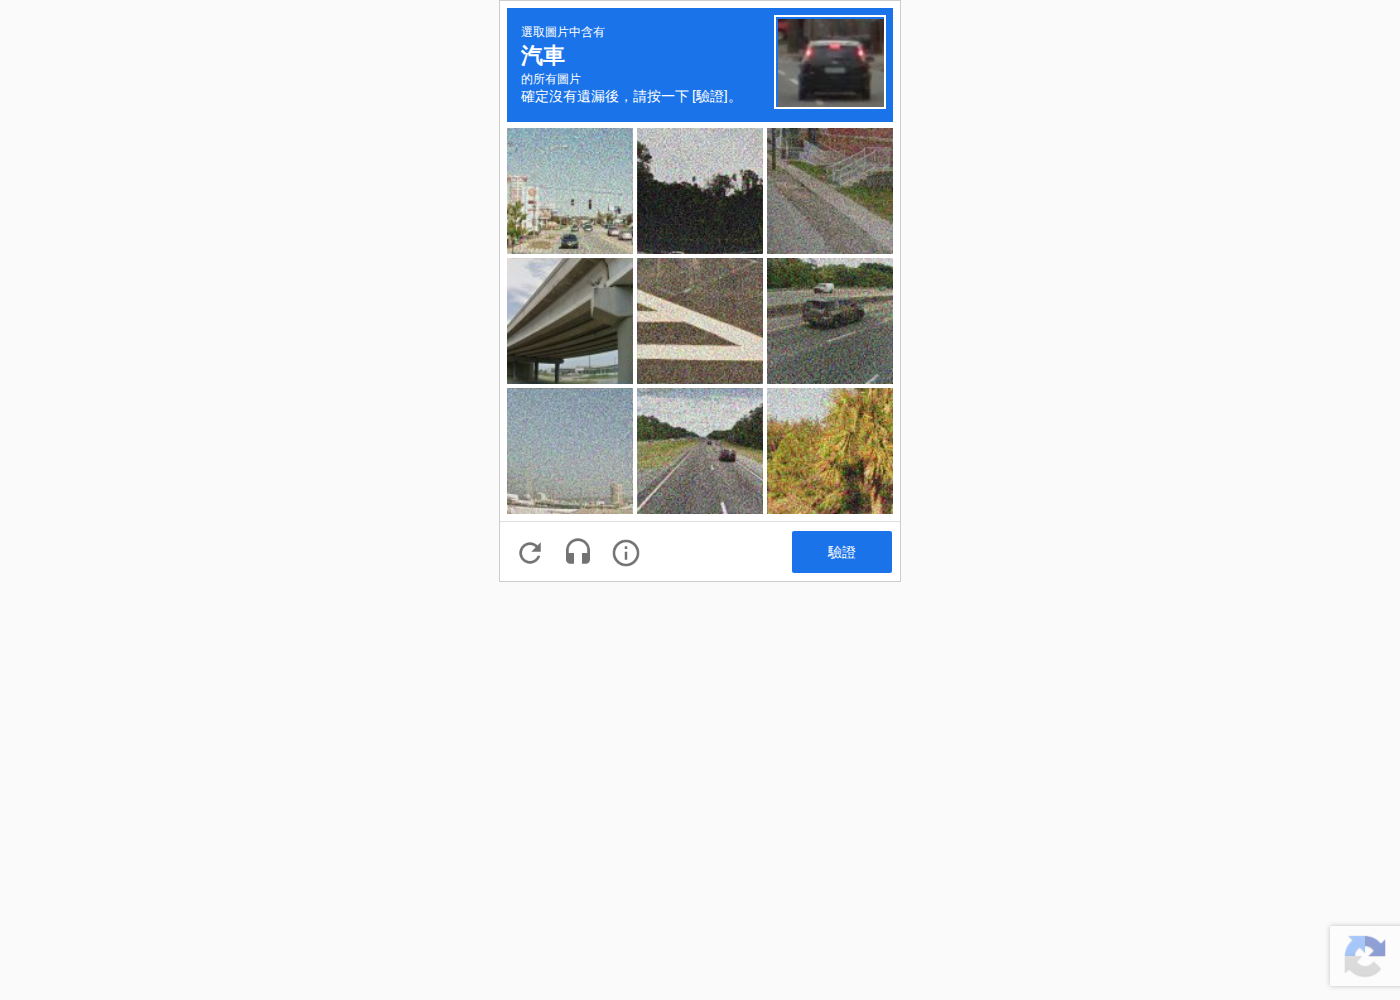 選取圖片中含有
汽車
的所有圖片
確定沒有遺漏後，請按一下 [驗證]。
驗證